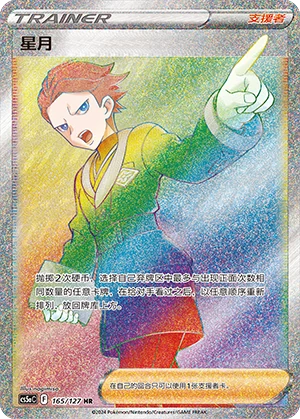 TRAINER 支援者
星月
抛掷2次硬币，选择自己弃牌区中最多与出现正面次数相
同数量的任意卡牌，在给对手看过之后，以任意顺序重新
排列，放回牌库上方。
Illus. nagimiso
在自己的回合只可以使用1张支援者卡。
cs5aC F 165/127 HR
©2024 Pokémon/Nintendo/Creatures/GAME FREAK.